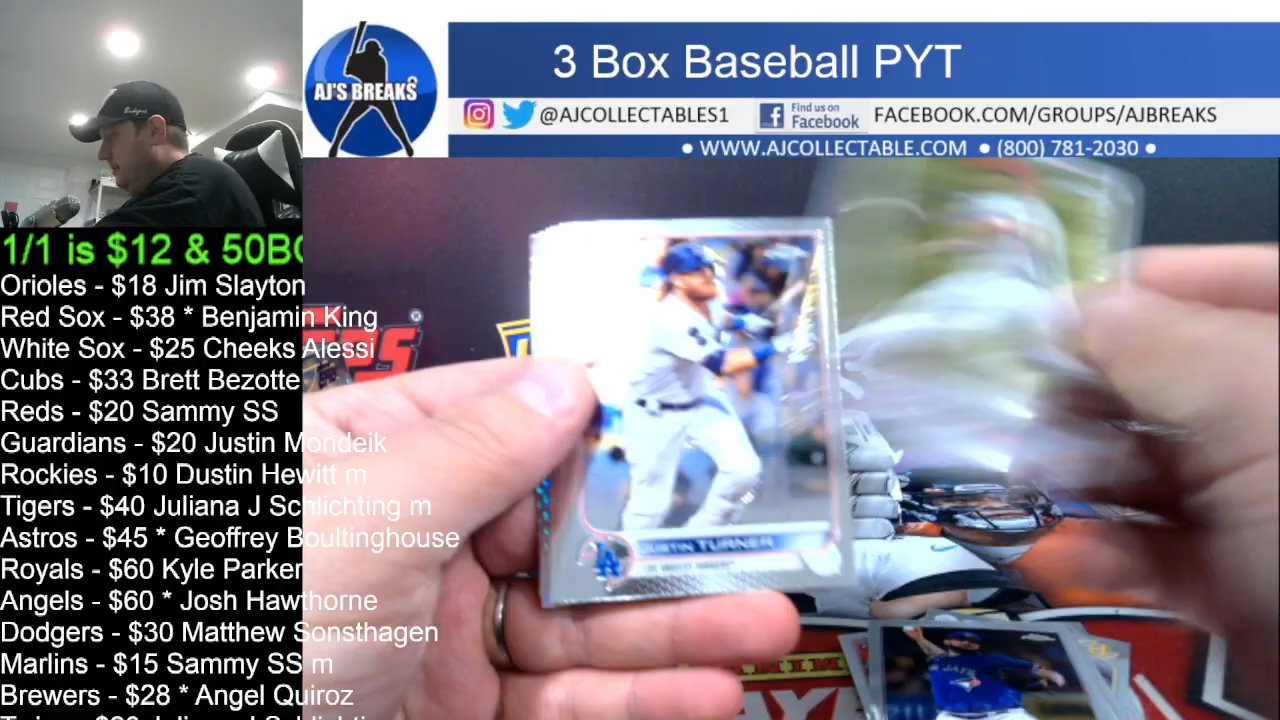 3 Box Baseball PYT
AJ'S BREAKS
@AJCOLLECTABLES1
Find us on
Facebook
FACEBOOK.COM/GROUPS/AJBREAKS
• WWW.AJCOLLECTABLE.COM • (800) 781-2030 •
1/1 is $12 & 50BO
Orioles - $18 Jim Slayton
Red Sox - $38 * Benjamin King
White Sox - $25 Cheeks Alessi
Cubs - $33 Brett Bezotte
Reds - $20 Sammy SS
Guardians - $20 Justin Mondeik
Rockies - $10 Dustin Hewitt m
Tigers - $40 Juliana J Schlichting m
Astros - $45 * Geoffrey Boultinghouse
Royals - $60 Kyle Parker
Angels - $60 * Josh Hawthorne
Dodgers - $30 Matthew Sonsthagen
Marlins - $15 Sammy SS m
Brewers - $28 * Angel Quiroz
JUSTIN TURNER
LA
JAYS